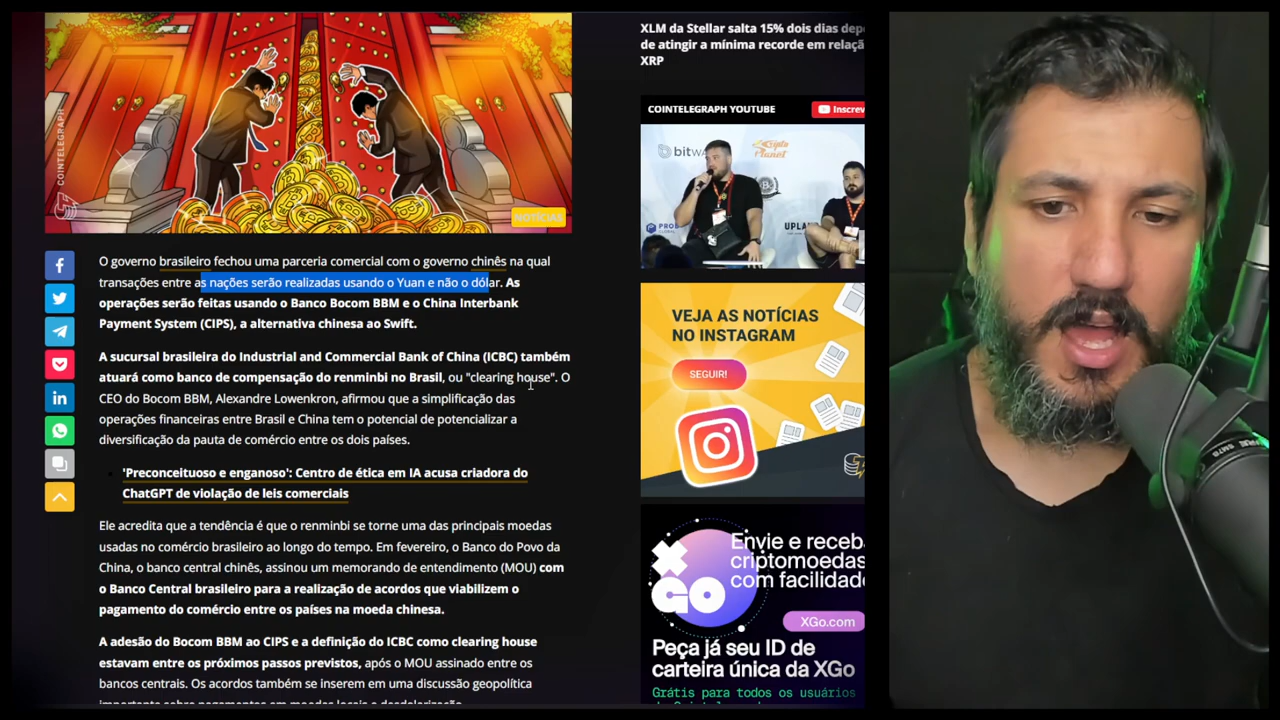 COINTELEGRAPH
NOTÍCIAS
O governo brasileiro fechou uma parceria comercial com o governo chinês na qual
transações entre as nações serão realizadas usando o Yuan e não o dólar. As
operações serão feitas usando o Banco Bocom BBM e o China Interbank
Payment System (CIPS), a alternativa chinesa ao Swift.
A sucursal brasileira do Industrial and Commercial Bank of China (ICBC) também
atuará como banco de compensação do renminbi no Brasil, ou "clearing house". O
CEO do Bocom BBM, Alexandre Lowenkron, afirmou que a simplificação das
operações financeiras entre Brasil e China tem o potencial de potencializar a
diversificação da pauta de comércio entre os dois países.
'Preconceituoso e enganoso': Centro de ética em IA acusa criadora do
ChatGPT de violação de leis comerciais
Ele acredita que a tendência é que o renminbi se torne uma das principais moedas
usadas no comércio brasileiro ao longo do tempo. Em fevereiro, o Banco do Povo da
China, o banco central chinês, assinou um memorando de entendimento (MOU) com
o Banco Central brasileiro para a realização de acordos que viabilizem o
pagamento do comércio entre os países na moeda chinesa.
A adesão do Bocom BBM ao CIPS e a definição do ICBC como clearing house
estavam entre os próximos passos previstos, após o MOU assinado entre os
bancos centrais. Os acordos também se inserem em uma discussão geopolítica
XLM da Stellar salta 15% dois dias dep
de atingir a mínima recorde em relaçã
XRP
COINTELEGRAPH YOUTUBE
Inscrev
bitw
UPLAN
VEJA AS NOTÍCIAS
NO INSTAGRAM
SEGUIR!
XGO
Envie e receba
criptomoedas
com facilidade
XGo.com
Peça já seu ID de
carteira única da XGo
Grátis para todos os usuários